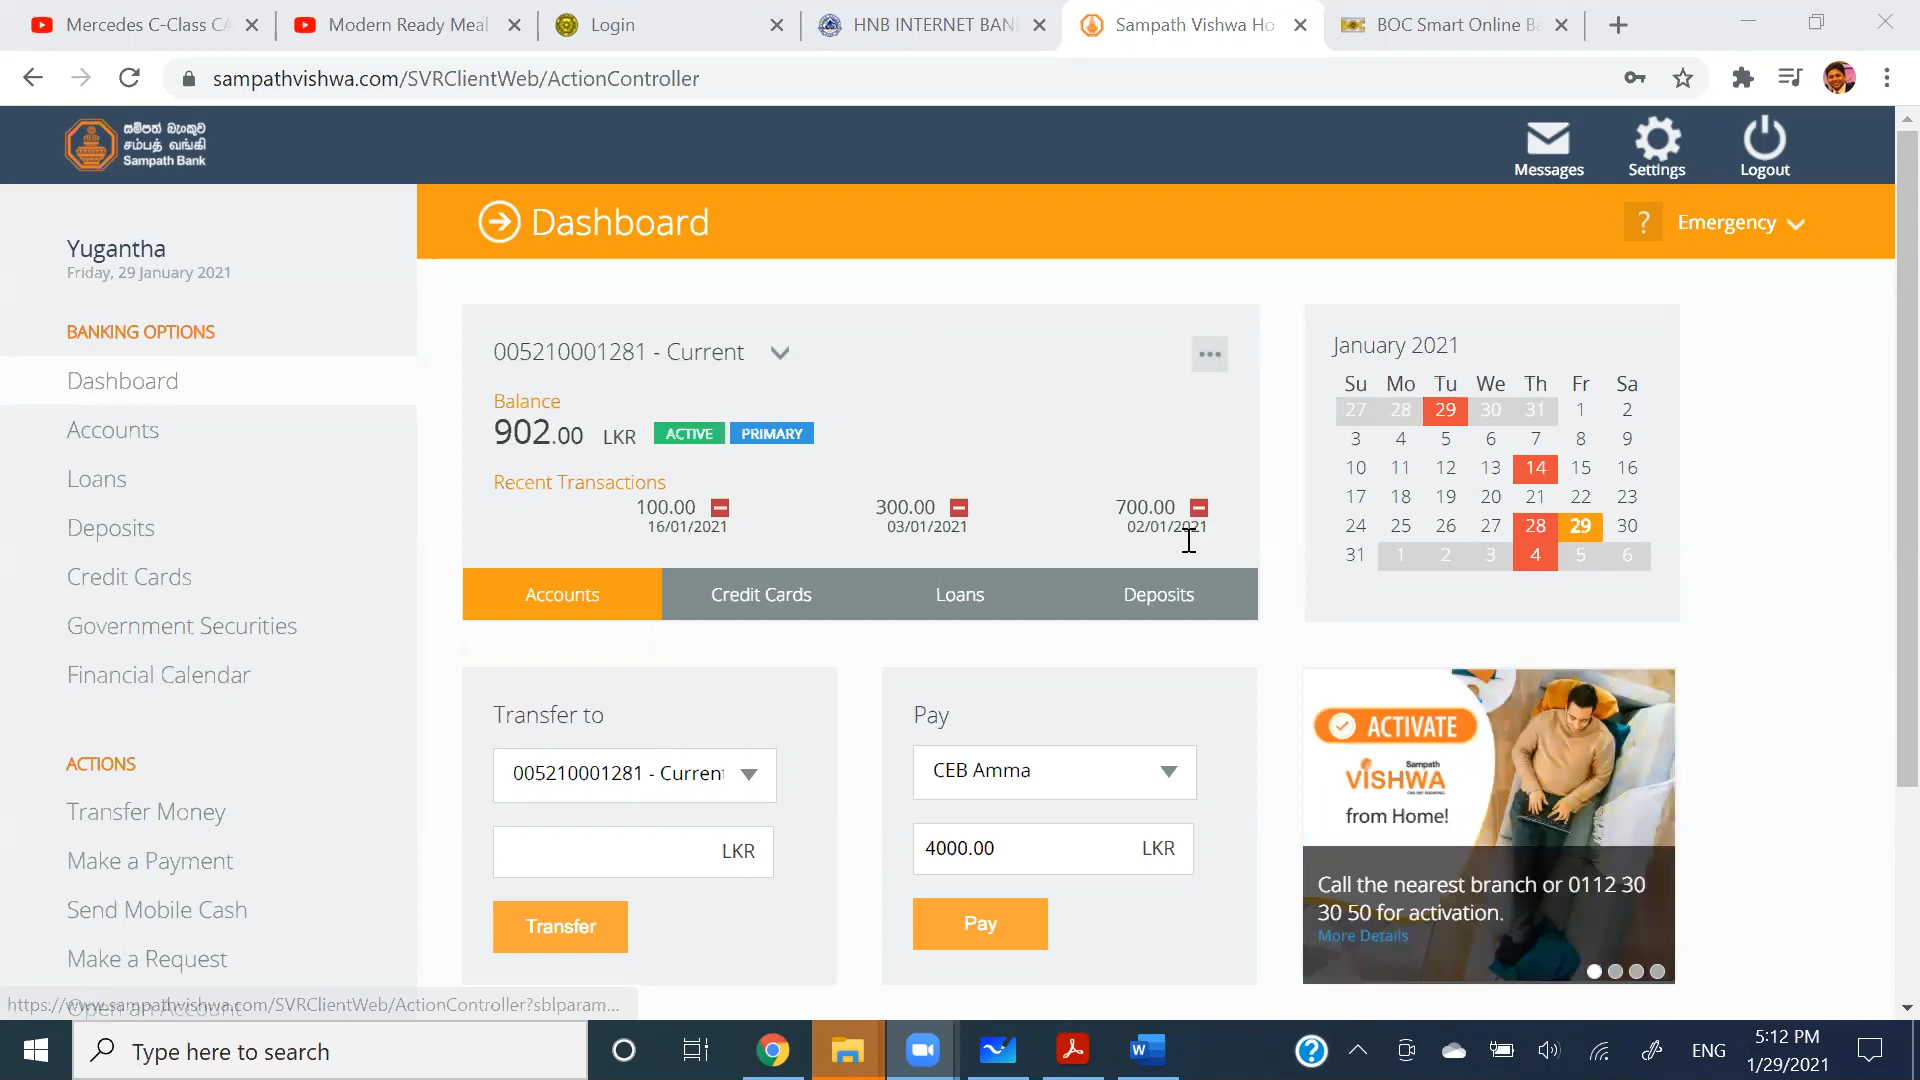 Mercedes C-Class CA
Modern Ready Meal
Login
HNB INTERNET BAN
Sampath Vishwa Ho
BOC Smart Online Ba
sampathvishwa.com/SVRClientWeb/ActionController
සම්පත් බැංකුව
சம்பத் வங்கி
Sampath Bank
Messages
Settings
Logout
Dashboard
?
Emergency
Yugantha
Friday, 29 January 2021
BANKING OPTIONS
Dashboard
Accounts
Loans
Deposits
Credit Cards
Government Securities
Financial Calendar
ACTIONS
Transfer Money
Make a Payment
Send Mobile Cash
Make a Request
Open an Account
https://www.sampathvishwa.com/SVRClientWeb/ActionController?sblparam...
005210001281 - Current
Balance
902.00 LKR ACTIVE PRIMARY
Recent Transactions
100.00 300.00 700.00
16/01/2021 03/01/2021 02/01/2021
Accounts Credit Cards Loans Deposits
January 2021
Su Mo Tu We Th Fr Sa
27 28 29 30 31 1 2
3 4 5 6 7 8 9
10 11 12 13 14 15 16
17 18 19 20 21 22 23
24 25 26 27 28 29 30
31 1 2 3 4 5 6
Transfer to
005210001281 - Curren
LKR
Transfer
Pay
CEB Amma
4000.00 LKR
Pay
ACTIVATE
Sampath
VISHWA
from Home!
Call the nearest branch or 0112 30
30 50 for activation.
More Details
Type here to search
ENG
5:12 PM
1/29/2021